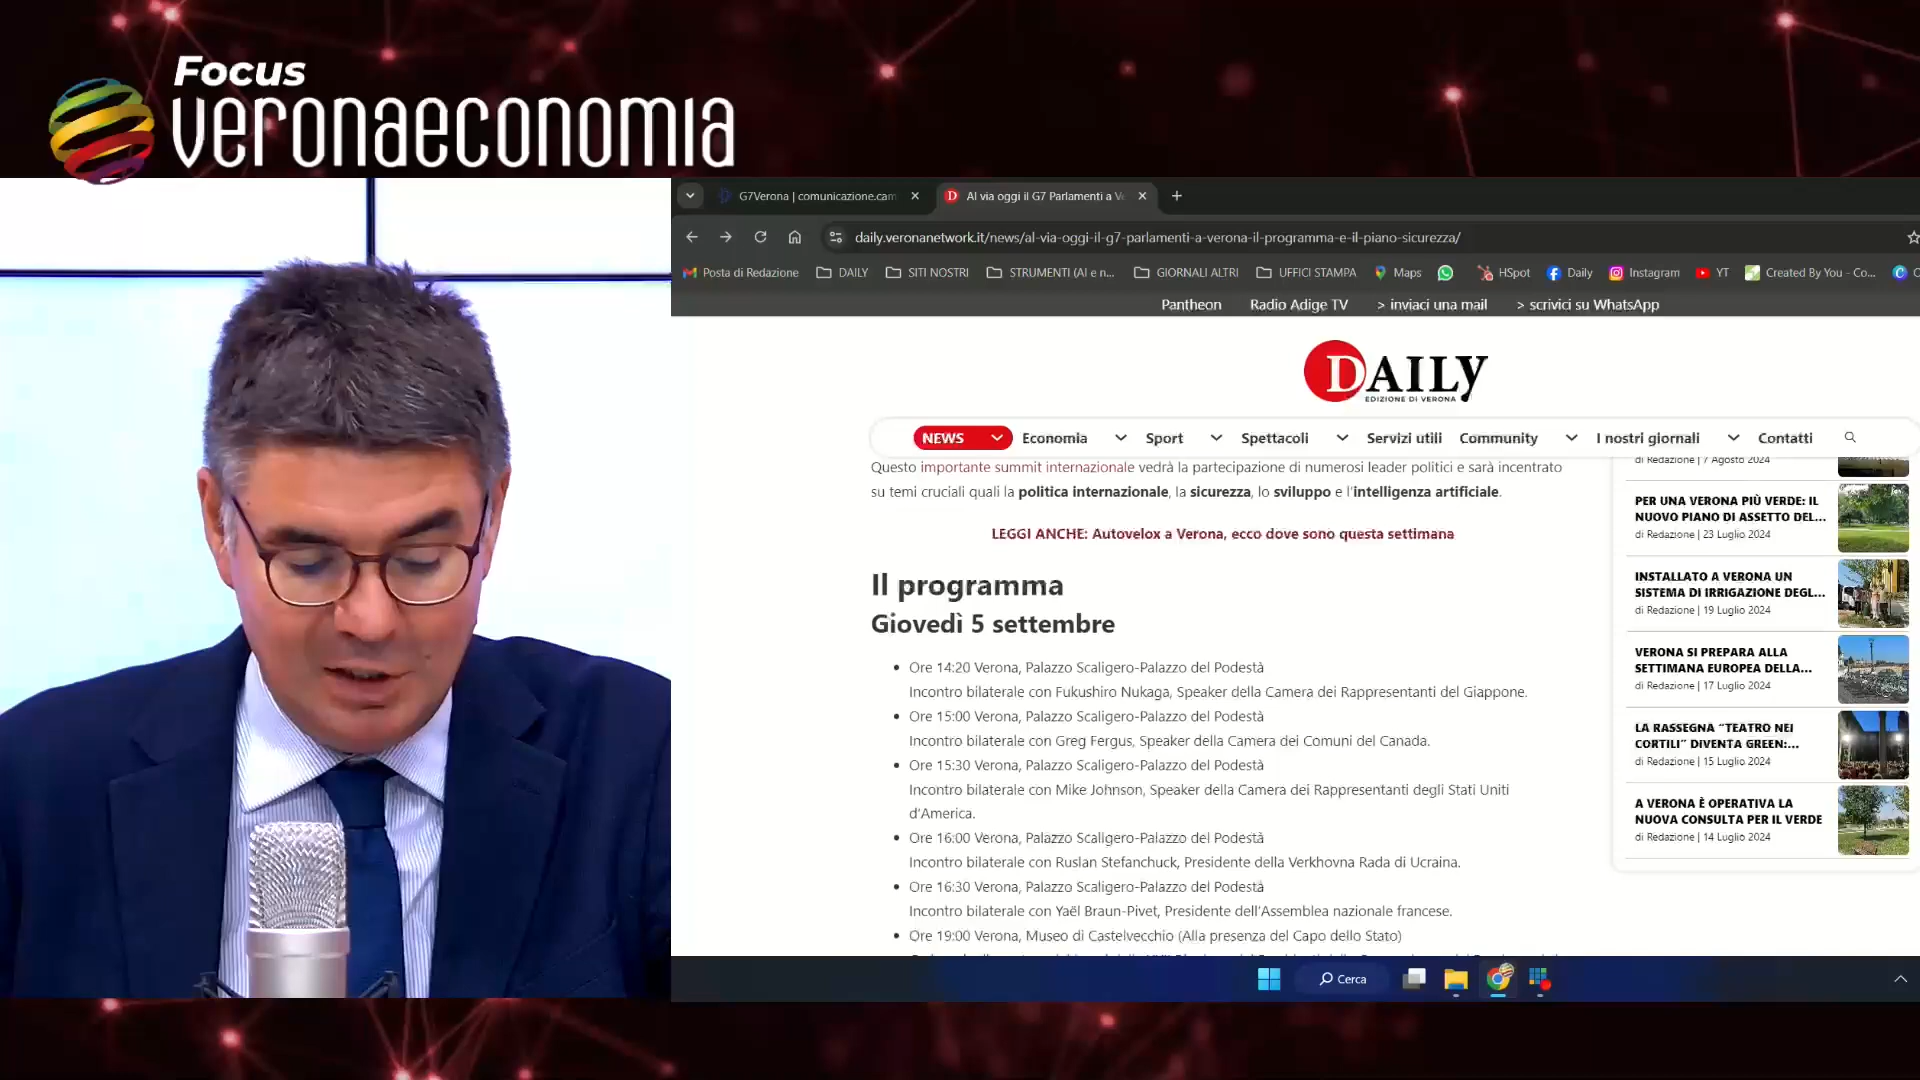 Focus
veronaeconomia
G7Verona | comunicazione.cam
Al via oggi il G7 Parlamenti a Ve
daily.veronanetwork.it/news/al-via-oggi-il-g7-parlamenti-a-verona-il-programma-e-il-piano-sicurezza/
Posta di Redazione DAILY SITI NOSTRI STRUMENTI (AI e n... GIORNALI ALTRI UFFICI STAMPA Maps HSpot Daily Instagram YT Created By You - Co...
Pantheon Radio Adige TV > inviaci una mail > scrivici su WhatsApp
DAILY
EDIZIONE DI VERONA
NEWS Economia Sport Spettacoli Servizi utili Community I nostri giornali Contatti
Questo importante summit internazionale vedrà la partecipazione di numerosi leader politici e sarà incentrato
su temi cruciali quali la politica internazionale, la sicurezza, lo sviluppo e l'intelligenza artificiale.
LEGGI ANCHE: Autovelox a Verona, ecco dove sono questa settimana
Il programma
Giovedì 5 settembre
• Ore 14:20 Verona, Palazzo Scaligero-Palazzo del Podestà
Incontro bilaterale con Fukushiro Nukaga, Speaker della Camera dei Rappresentanti del Giappone.
• Ore 15:00 Verona, Palazzo Scaligero-Palazzo del Podestà
Incontro bilaterale con Greg Fergus, Speaker della Camera dei Comuni del Canada.
• Ore 15:30 Verona, Palazzo Scaligero-Palazzo del Podestà
Incontro bilaterale con Mike Johnson, Speaker della Camera dei Rappresentanti degli Stati Uniti
d'America.
• Ore 16:00 Verona, Palazzo Scaligero-Palazzo del Podestà
Incontro bilaterale con Ruslan Stefanchuck, Presidente della Verkhovna Rada di Ucraina.
• Ore 16:30 Verona, Palazzo Scaligero-Palazzo del Podestà
Incontro bilaterale con Yaël Braun-Pivet, Presidente dell'Assemblea nazionale francese.
• Ore 19:00 Verona, Museo di Castelvecchio (Alla presenza del Capo dello Stato)
di Redazione | 7 Agosto 2024
PER UNA VERONA PIÙ VERDE: IL
NUOVO PIANO DI ASSETTO DEL...
di Redazione | 23 Luglio 2024
INSTALLATO A VERONA UN
SISTEMA DI IRRIGAZIONE DEGL...
di Redazione | 19 Luglio 2024
VERONA SI PREPARA ALLA
SETTIMANA EUROPEA DELLA...
di Redazione | 17 Luglio 2024
LA RASSEGNA "TEATRO NEI
CORTILI" DIVENTA GREEN:...
di Redazione | 15 Luglio 2024
A VERONA È OPERATIVA LA
NUOVA CONSULTA PER IL VERDE
di Redazione | 14 Luglio 2024
Cerca